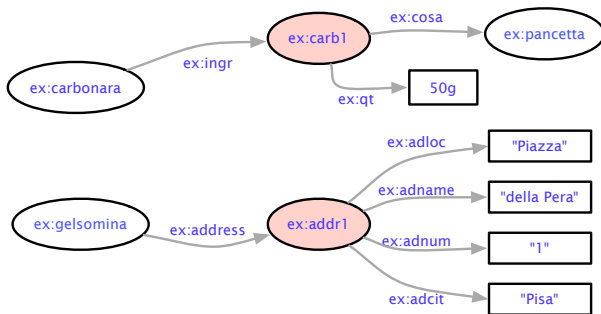 ex:carbonara
ex:ingr
ex:carb1
ex:cosa
ex:pancetta
ex:qt
50g
ex:gelsomina
ex:address
ex:addr1
ex:adloc
"Piazza"
ex:adname
"della Pera"
ex:adnum
"1"
ex:adcit
"Pisa"